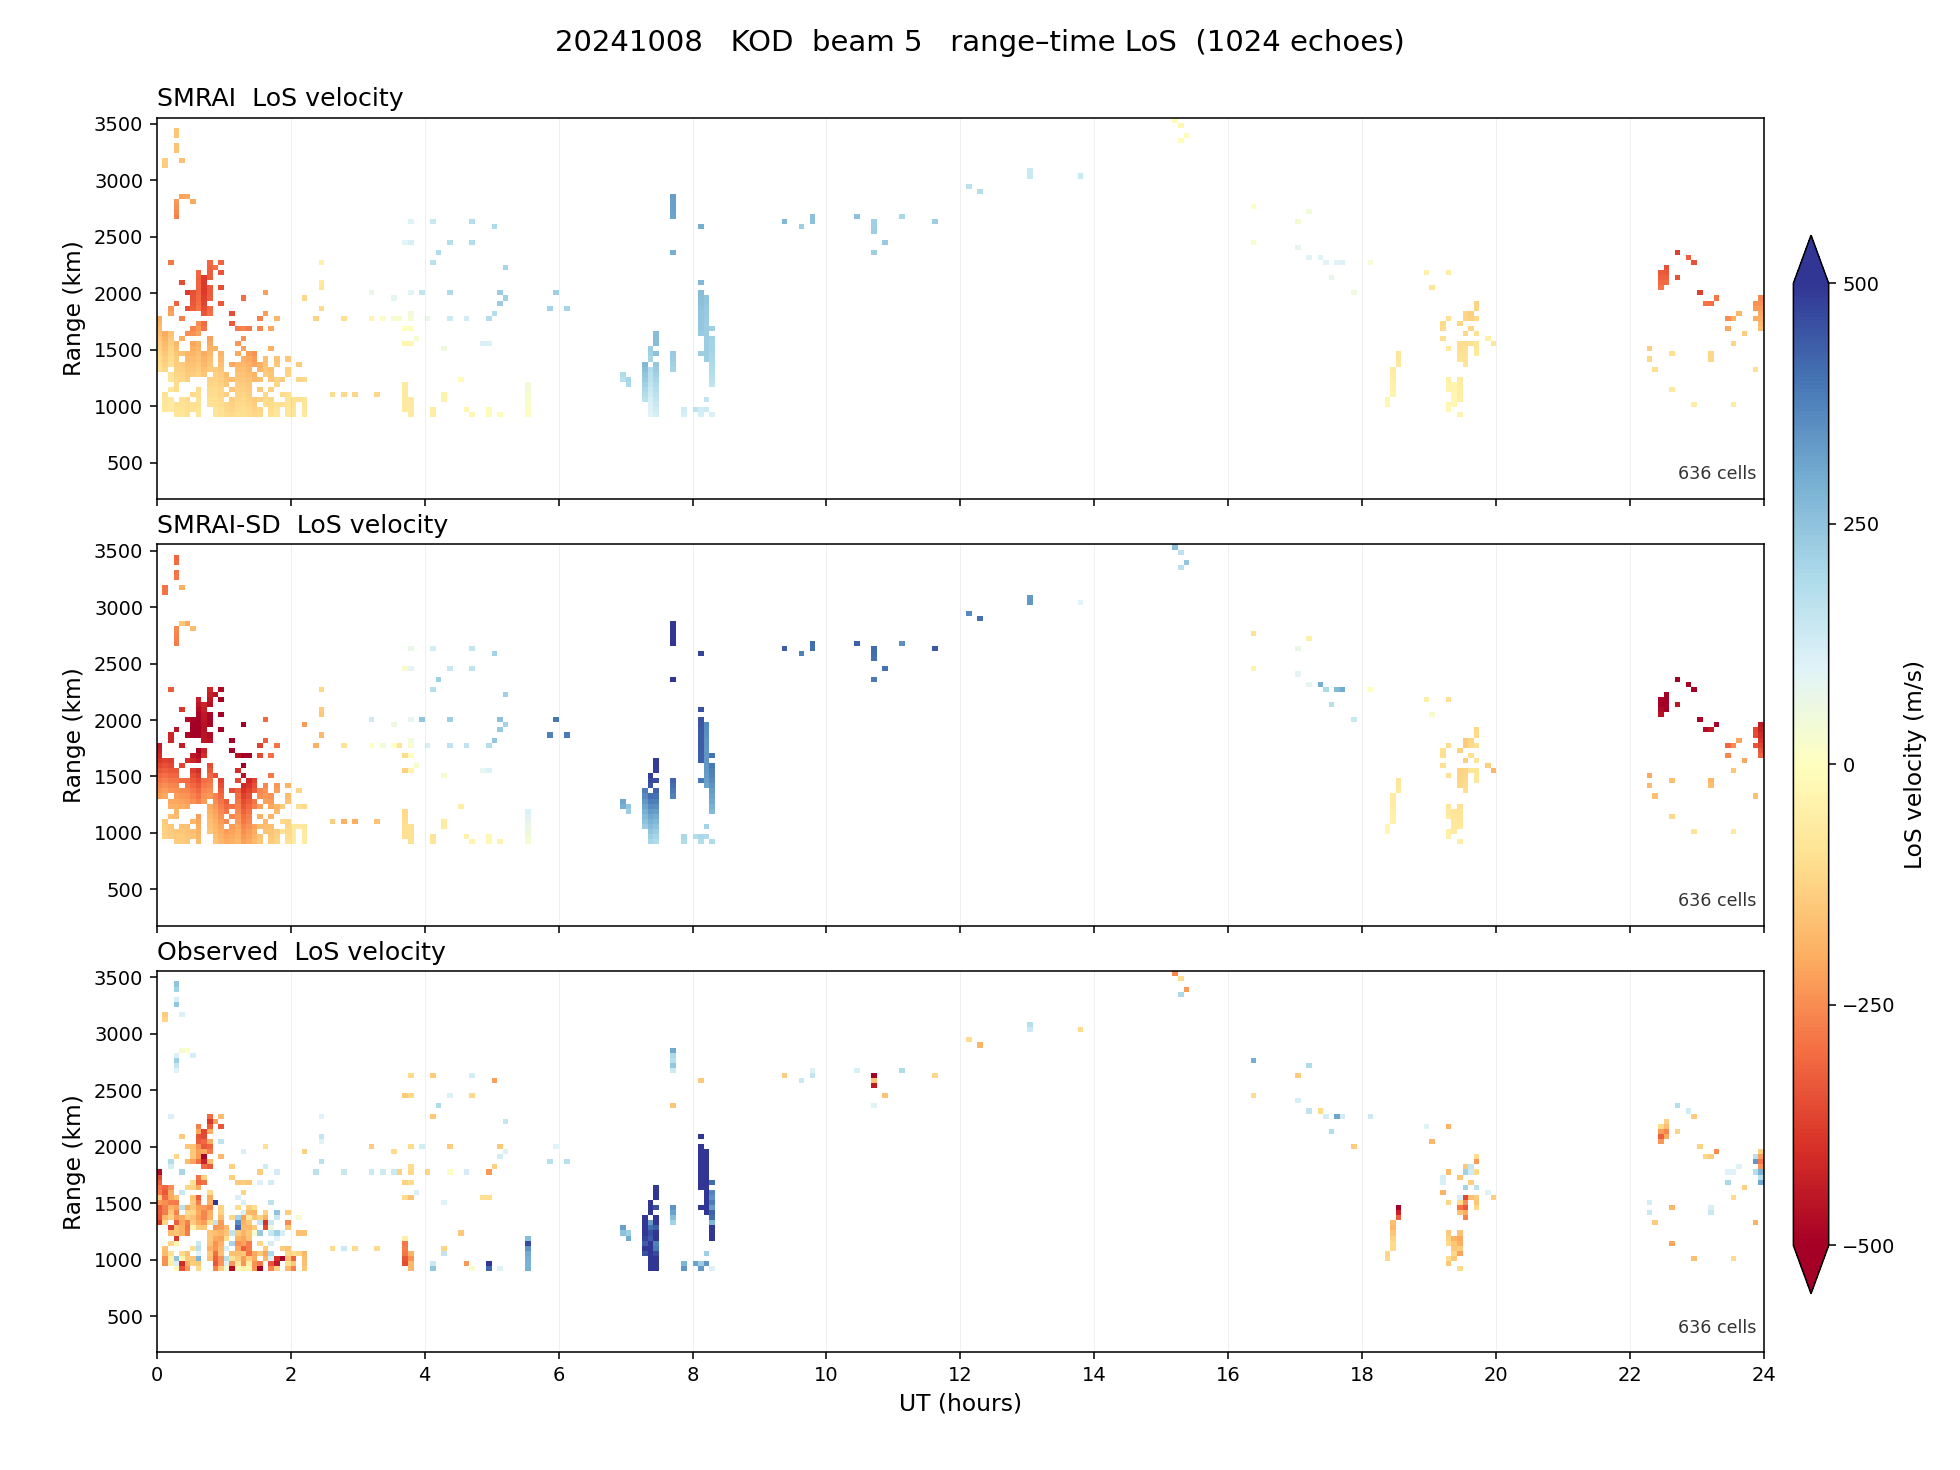 20241008 KOD beam 5 range–time LoS (1024 echoes)
SMRAI LoS velocity
3500
3000
2500
2000
1500
1000
500
Range (km)
636 cells
SMRAI-SD LoS velocity
3500
3000
2500
2000
1500
1000
500
Range (km)
636 cells
Observed LoS velocity
3500
3000
2500
2000
1500
1000
500
Range (km)
636 cells
0 2 4 6 8 10 12 14 16 18 20 22 24
UT (hours)
500
250
0
−250
−500
LoS velocity (m/s)